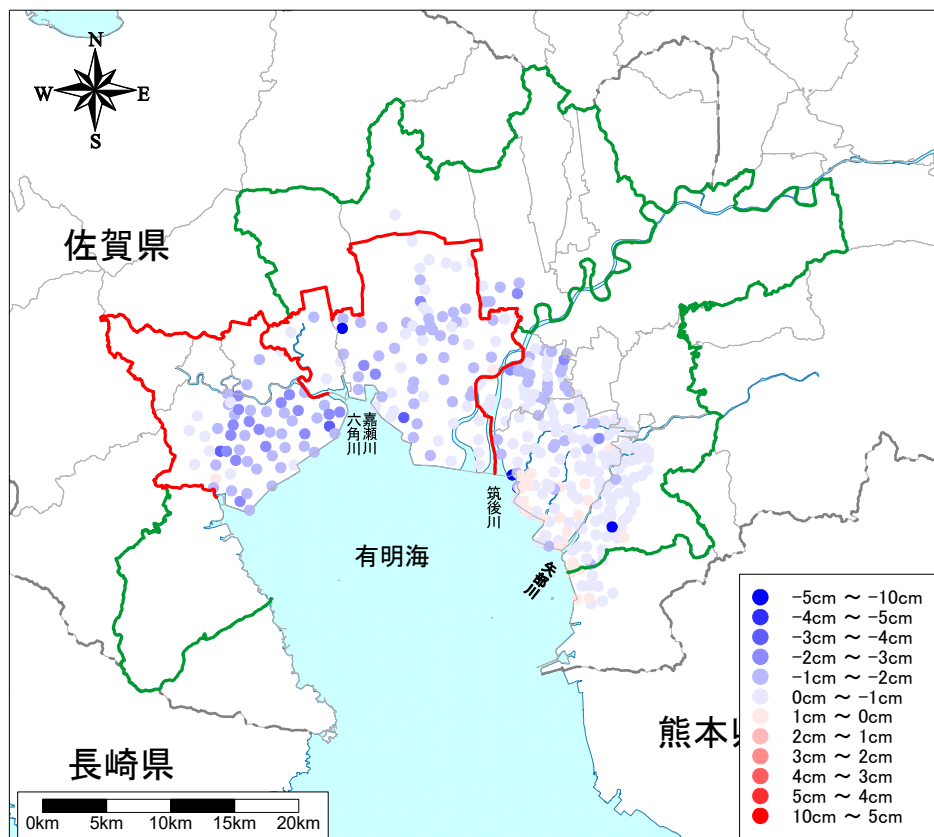 N
W
E
S
佐賀県
六角川
嘉瀬川
筑後川
有明海
矢部川
長崎県
熊本県
-5cm ～ -10cm
-4cm ～ -5cm
-3cm ～ -4cm
-2cm ～ -3cm
-1cm ～ -2cm
0cm ～ -1cm
1cm ～ 0cm
2cm ～ 1cm
3cm ～ 2cm
4cm ～ 3cm
5cm ～ 4cm
10cm ～ 5cm
0km 5km 10km 15km 20km